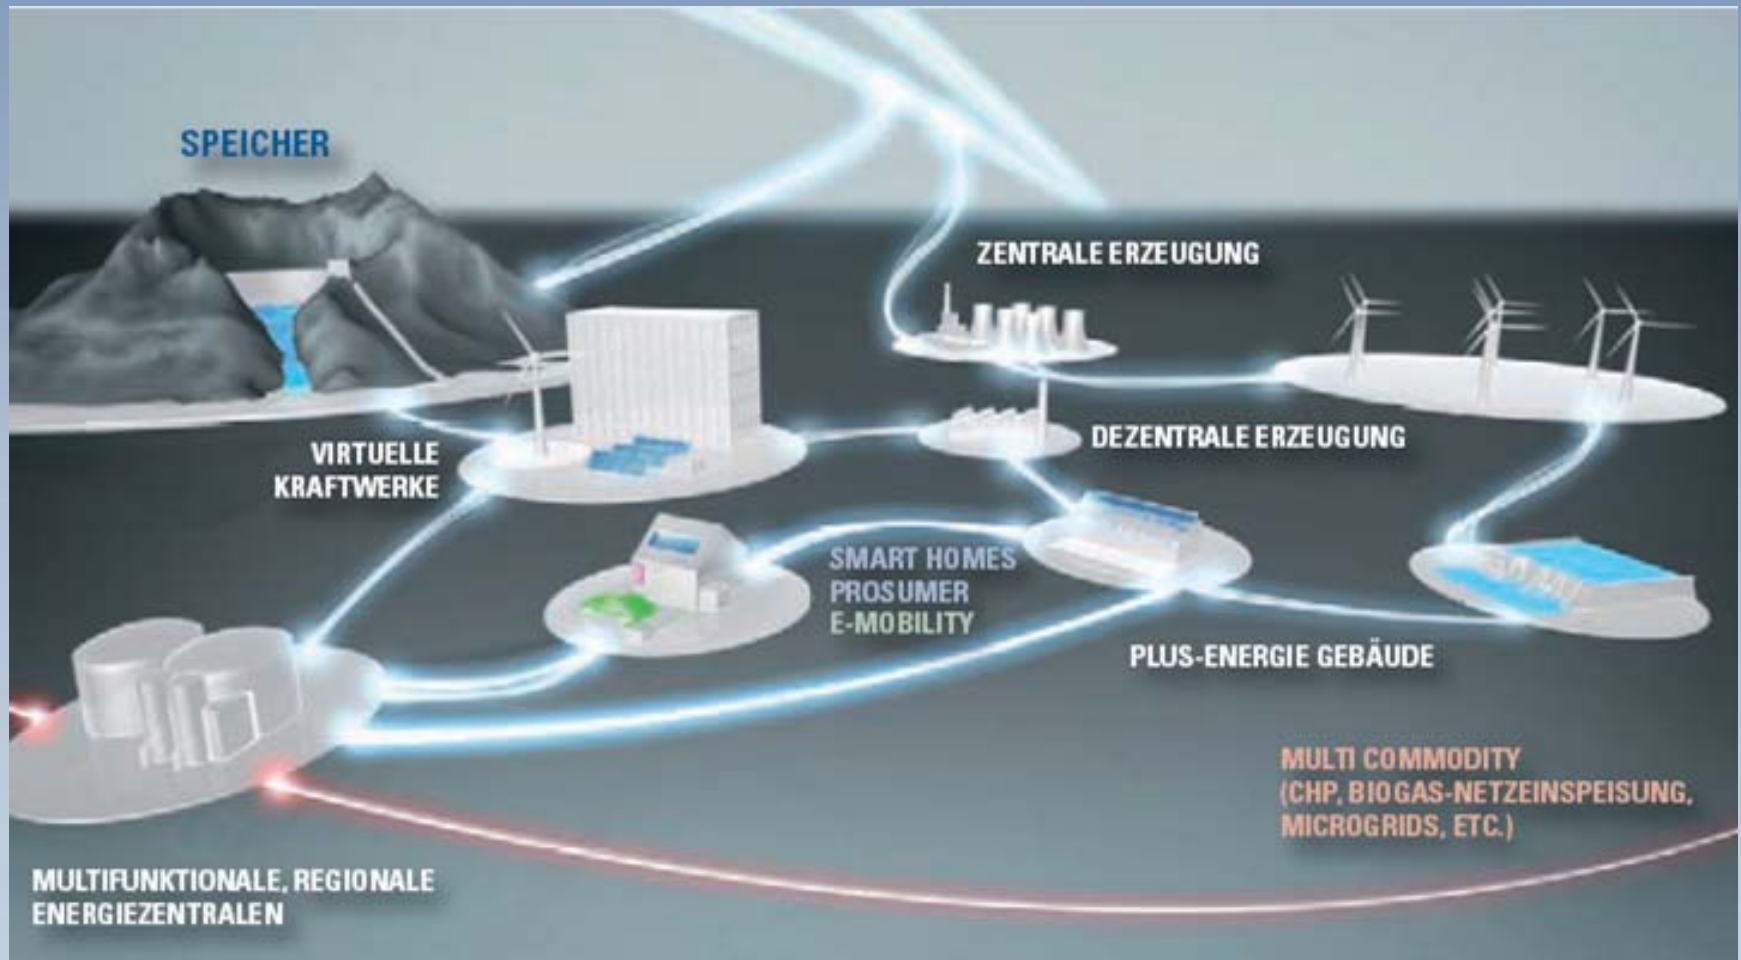 SPEICHER
ZENTRALE ERZEUGUNG
DEZENTRALE ERZEUGUNG
VIRTUELLE
KRAFTWERKE
SMART HOMES
PROSUMER
E-MOBILITY
PLUS-ENERGIE GEBÄUDE
MULTI COMMODITY
(CHP, BIOGAS-NETZEINSPEISUNG,
MICROGRIDS, ETC.)
MULTIFUNKTIONALE, REGIONALE
ENERGIEZENTRALEN